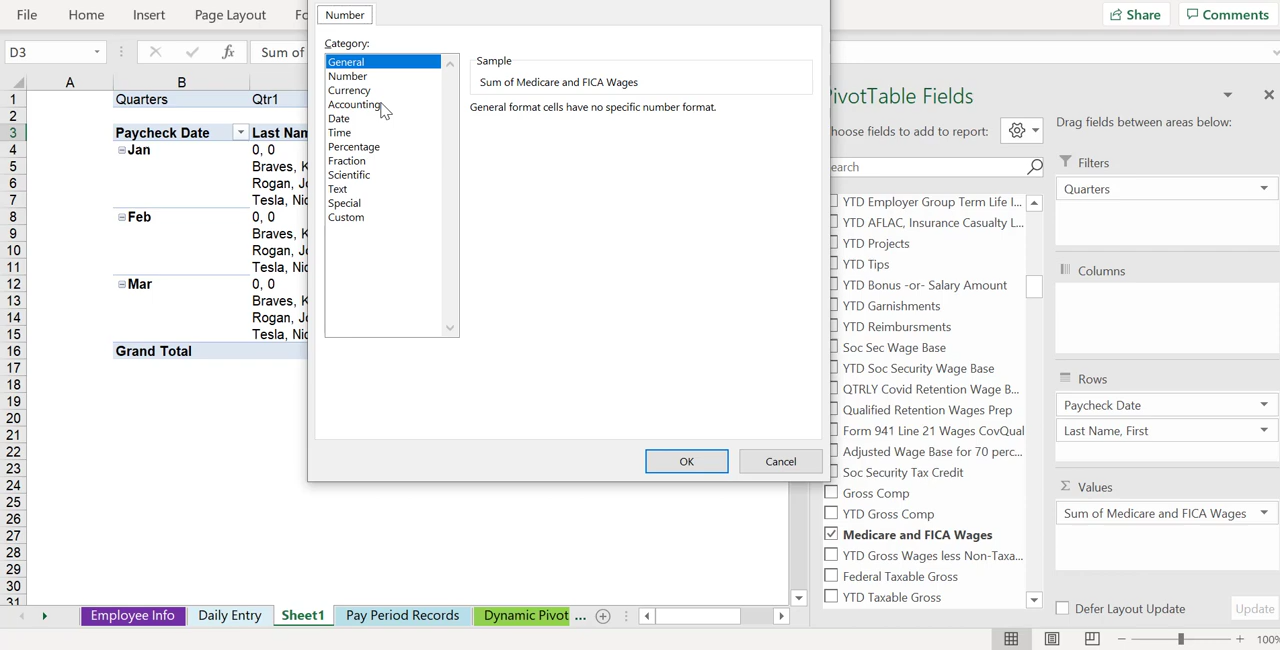 File Home Insert Page Layout Fo
Share Comments
D3 fx Sum of
A B
1 Quarters Qtr1
2
3 Paycheck Date Last Nam
4 Jan 0, 0
5 Braves, K
6 Rogan, Jo
7 Tesla, Nic
8 Feb 0, 0
9 Braves, K
10 Rogan, Jo
11 Tesla, Nic
12 Mar 0, 0
13 Braves, K
14 Rogan, Jo
15 Tesla, Nic
16 Grand Total
17
18
19
20
21
22
23
24
25
26
27
28
29
30
31
Number
Category:
General
Number
Currency
Accounting
Date
Time
Percentage
Fraction
Scientific
Text
Special
Custom
Sample
Sum of Medicare and FICA Wages
General format cells have no specific number format.
OK Cancel
ivotTable Fields
hoose fields to add to report:
earch
YTD Employer Group Term Life I...
YTD AFLAC, Insurance Casualty L...
YTD Projects
YTD Tips
YTD Bonus -or- Salary Amount
YTD Garnishments
YTD Reimbursments
Soc Sec Wage Base
YTD Soc Security Wage Base
QTRLY Covid Retention Wage B...
Qualified Retention Wages Prep
Form 941 Line 21 Wages CovQual
Adjusted Wage Base for 70 perc...
Soc Security Tax Credit
Gross Comp
YTD Gross Comp
Medicare and FICA Wages
YTD Gross Wages less Non-Taxa...
Federal Taxable Gross
YTD Taxable Gross
Drag fields between areas below:
Filters
Quarters
Columns
Rows
Paycheck Date
Last Name, First
Σ Values
Sum of Medicare and FICA Wages
Defer Layout Update Update
Employee Info Daily Entry Sheet1 Pay Period Records Dynamic Pivot ...
100%